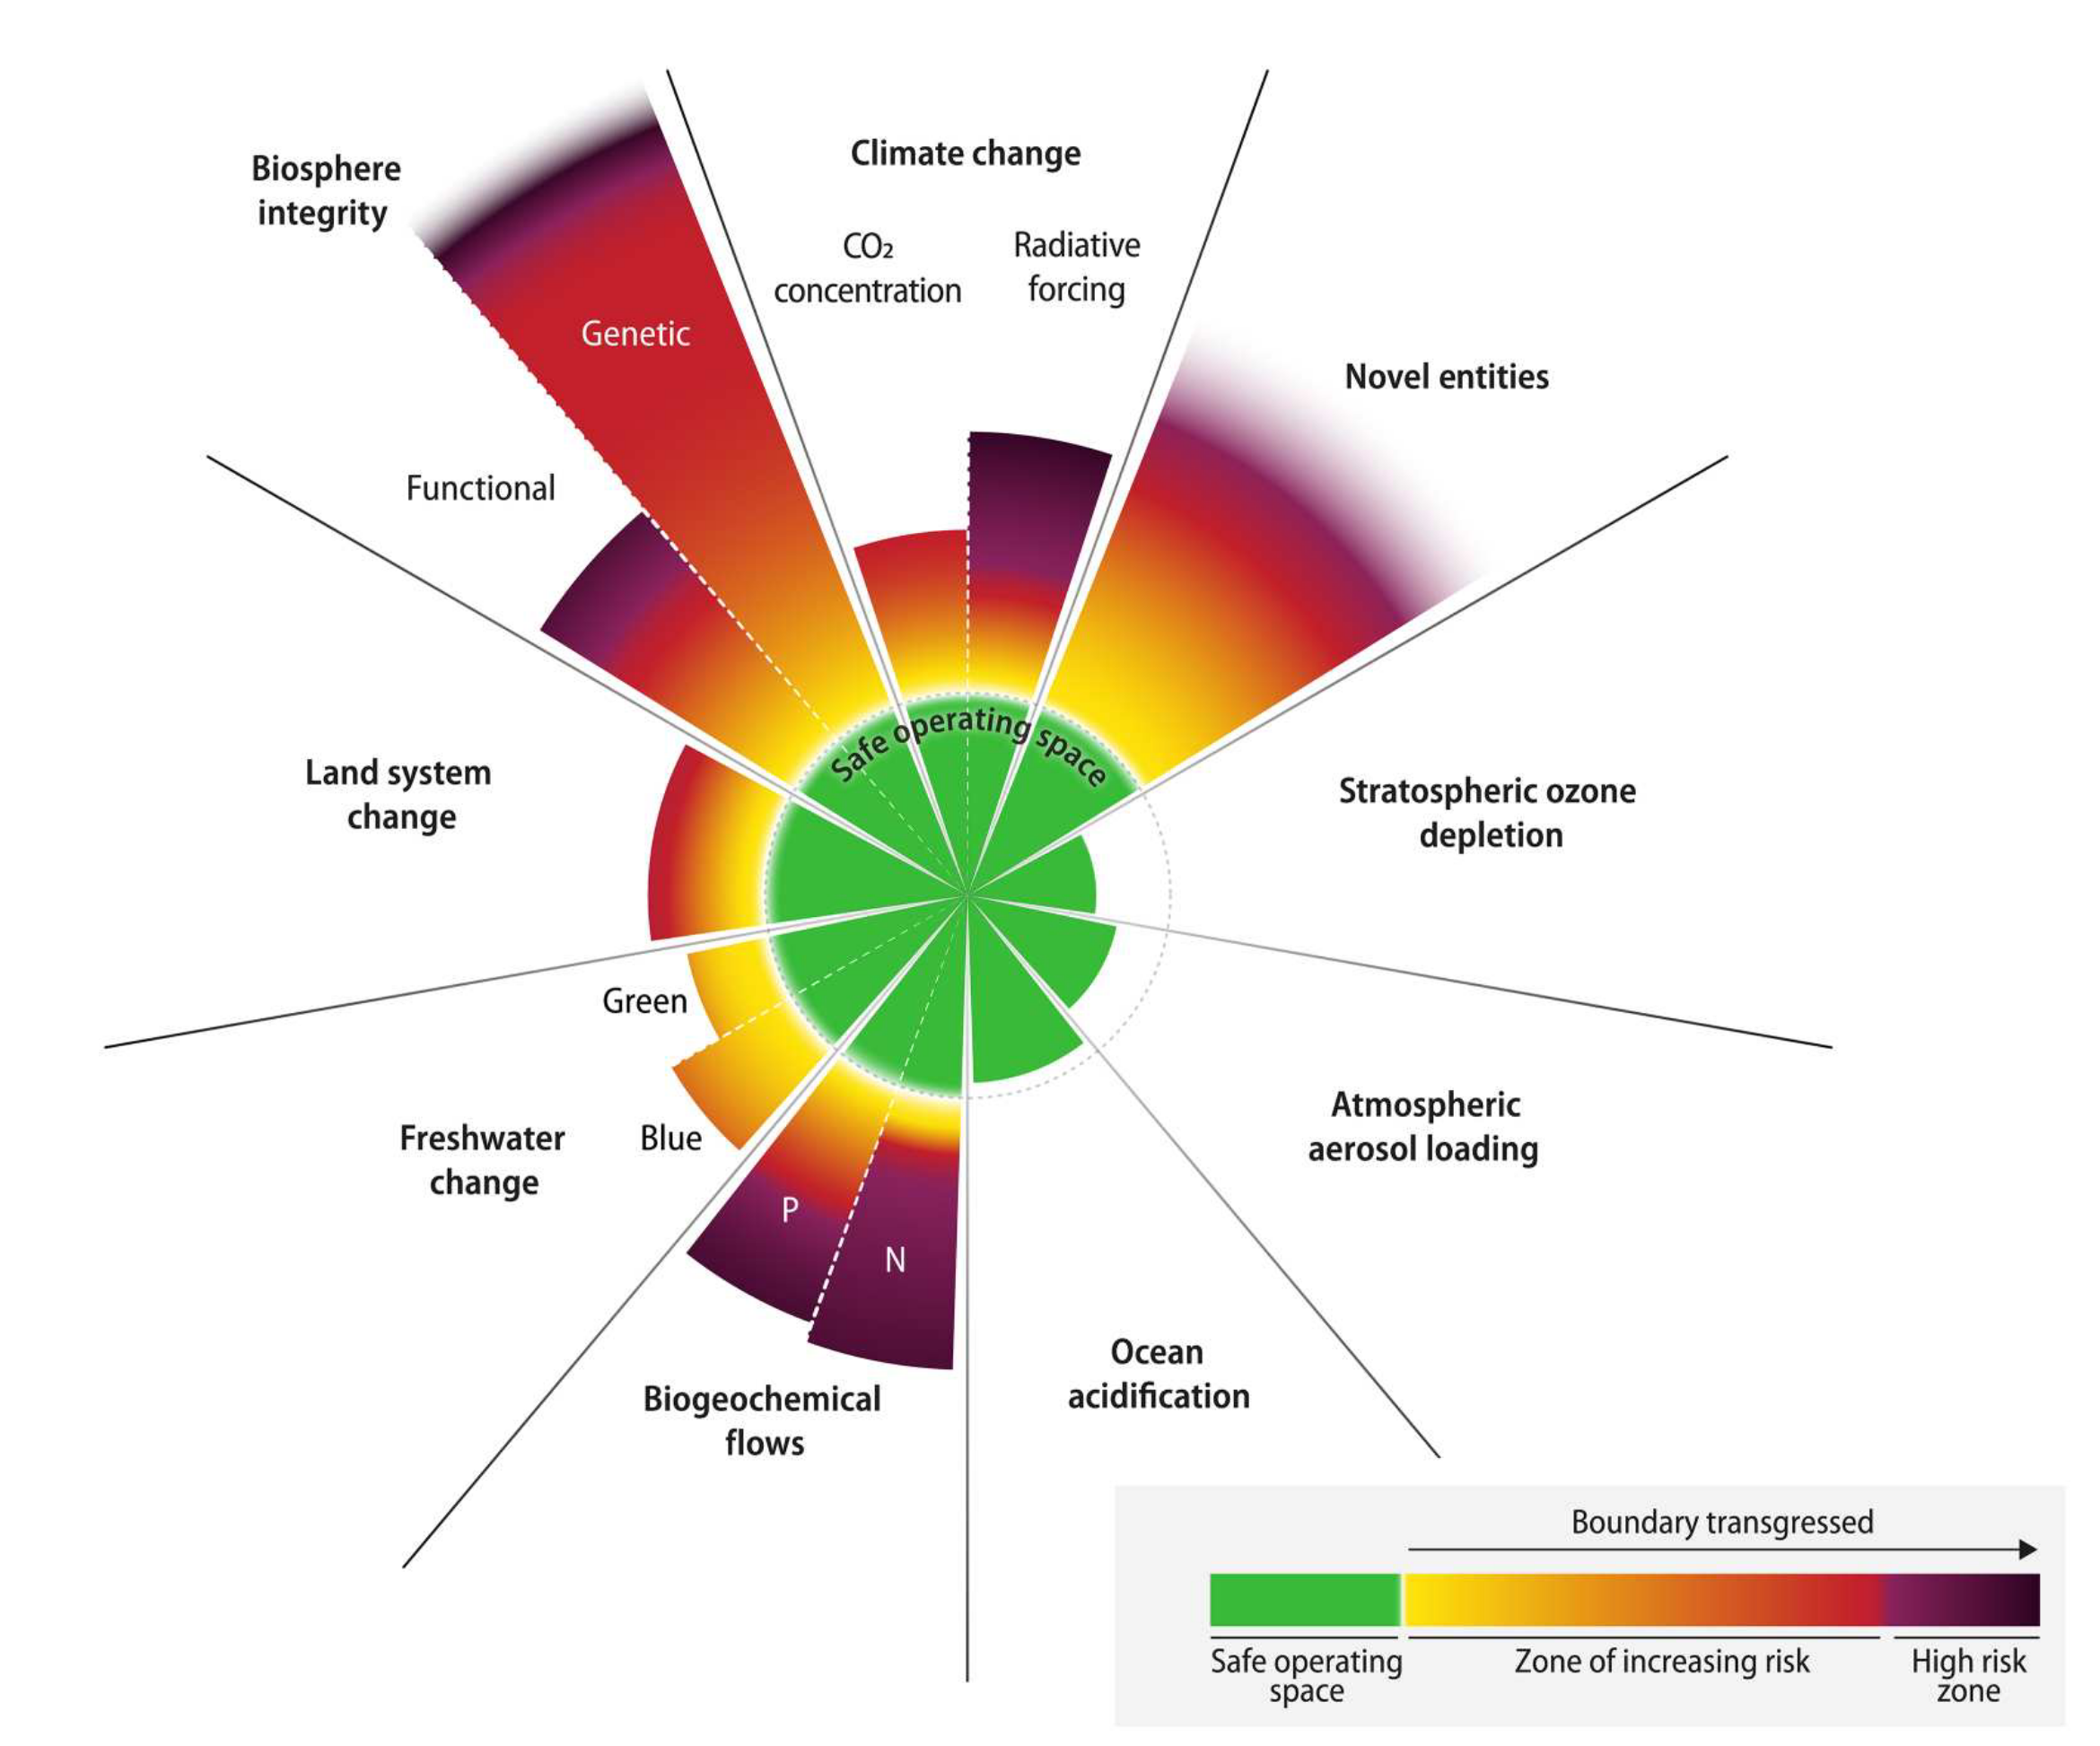 Biosphere
integrity
Genetic
Functional
Climate change
CO₂
concentration
Radiative
forcing
Novel entities
Safe operating space
Stratospheric ozone
depletion
Atmospheric
aerosol loading
Ocean
acidification
Biogeochemical
flows
P
N
Freshwater
change
Green
Blue
Land system
change
Boundary transgressed
Safe operating
space
Zone of increasing risk
High risk
zone